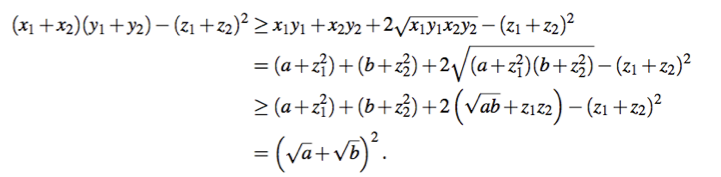 (x₁ + x₂)(y₁ + y₂) − (z₁ + z₂)² ≥ x₁y₁ + x₂y₂ + 2√(x₁y₁x₂y₂) − (z₁ + z₂)²
= (a + z₁²) + (b + z₂²) + 2√((a + z₁²)(b + z₂²)) − (z₁ + z₂)²
≥ (a + z₁²) + (b + z₂²) + 2(√(ab) + z₁z₂) − (z₁ + z₂)²
= (√a + √b)².